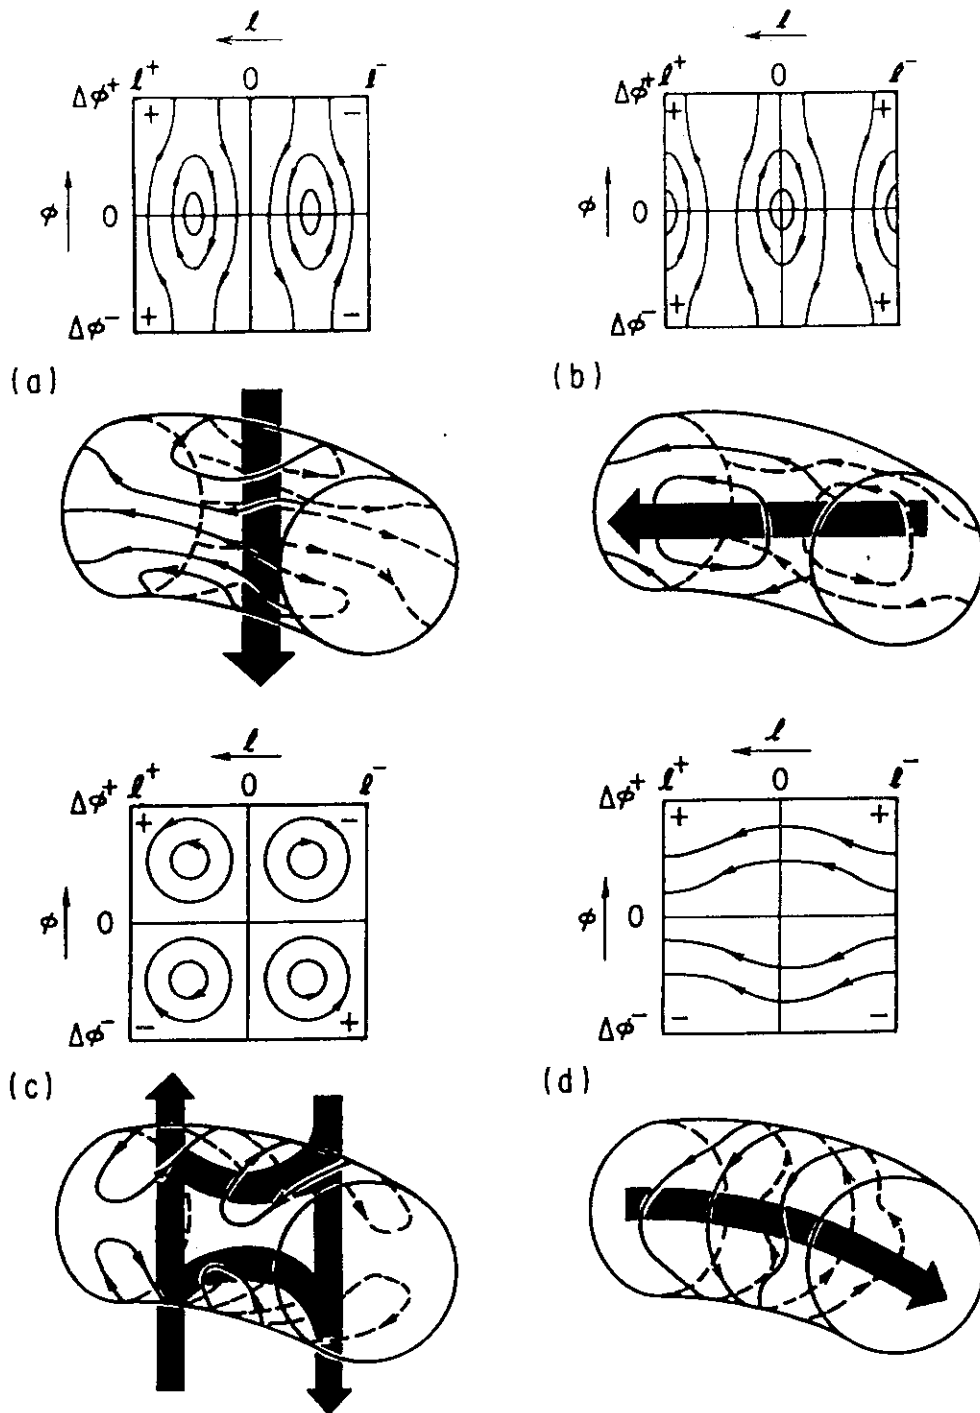 ℓ
Δφ⁺ ℓ⁺ 0 ℓ⁻
+ −
φ 0
+ −
Δφ⁻
(a)
ℓ
Δφ⁺ ℓ⁺ 0 ℓ⁻
+ +
φ 0
+ +
Δφ⁻
(b)
ℓ
Δφ⁺ ℓ⁺ 0 ℓ⁻
+ −
φ 0
− +
Δφ⁻
(c)
ℓ
Δφ⁺ ℓ⁺ 0 ℓ⁻
+ +
φ 0
− −
Δφ⁻
(d)